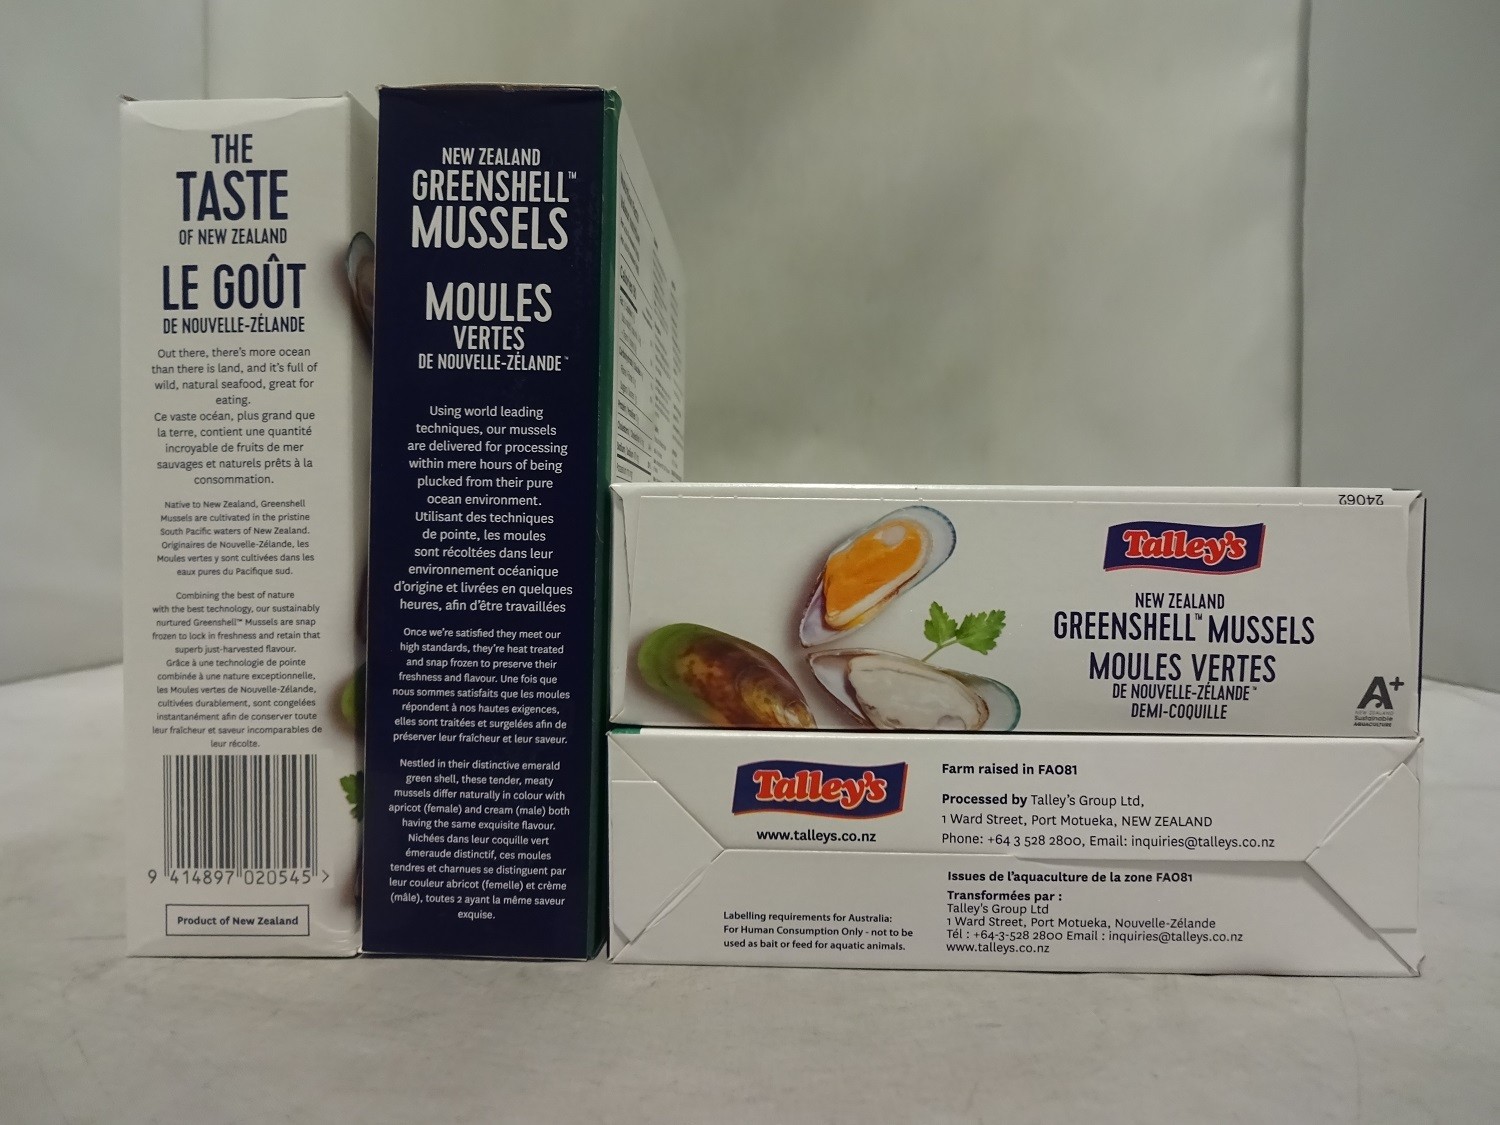 THE
TASTE
OF NEW ZEALAND
LE GOÛT
DE NOUVELLE-ZÉLANDE
Out there, there's more ocean
than there is land, and it's full of
wild, natural seafood, great for
eating.
Ce vaste océan, plus grand que
la terre, contient une quantité
incroyable de fruits de mer
sauvages et naturels prêts à la
consommation.
Native to New Zealand, Greenshell
Mussels are cultivated in the pristine
South Pacific waters of New Zealand.
Originaires de Nouvelle-Zélande, les
Moules vertes y sont cultivées dans les
eaux pures du Pacifique sud.
Combining the best of nature
with the best technology, our sustainably
nurtured Greenshell™ Mussels are snap
frozen to lock in freshness and retain that
superb just-harvested flavour.
Grâce à une technologie de pointe
combinée à une nature exceptionnelle,
les Moules vertes de Nouvelle-Zélande,
cultivées durablement, sont congelées
instantanément afin de conserver toute
leur fraîcheur et saveur incomparables de
leur récolte.
9 414897 020545 >
Product of New Zealand
NEW ZEALAND
GREENSHELL™
MUSSELS
MOULES
VERTES
DE NOUVELLE-ZÉLANDE™
Using world leading
techniques, our mussels
are delivered for processing
within mere hours of being
plucked from their pure
ocean environment.
Utilisant des techniques
de pointe, les moules
sont récoltées dans leur
environnement océanique
d'origine et livrées en quelques
heures, afin d'être travaillées
Once we're satisfied they meet our
high standards, they're heat treated
and snap frozen to preserve their
freshness and flavour. Une fois que
nous sommes satisfaits que les moules
répondent à nos hautes exigences,
elles sont traitées et surgelées afin de
préserver leur fraîcheur et leur saveur.
Nestled in their distinctive emerald
green shell, these tender, meaty
mussels differ naturally in colour with
apricot (female) and cream (male) both
having the same exquisite flavour.
Nichées dans leur coquille vert
émeraude distinctif, ces moules
tendres et charnues se distinguent par
leur couleur abricot (femelle) et crème
(mâle), toutes 2 ayant la même saveur
exquise.
24062
Talley's
NEW ZEALAND
GREENSHELL™ MUSSELS
MOULES VERTES
DE NOUVELLE-ZÉLANDE™
DEMI-COQUILLE
A+
NEW ZEALAND
Sustainable
AQUACULTURE
Talley's
www.talleys.co.nz
Labelling requirements for Australia:
For Human Consumption Only - not to be
used as bait or feed for aquatic animals.
Farm raised in FAO81
Processed by Talley's Group Ltd,
1 Ward Street, Port Motueka, NEW ZEALAND
Phone: +64 3 528 2800, Email: inquiries@talleys.co.nz
Issues de l'aquaculture de la zone FAO81
Transformées par :
Talley's Group Ltd
1 Ward Street, Port Motueka, Nouvelle-Zélande
Tél : +64-3-528 2800 Email : inquiries@talleys.co.nz
www.talleys.co.nz